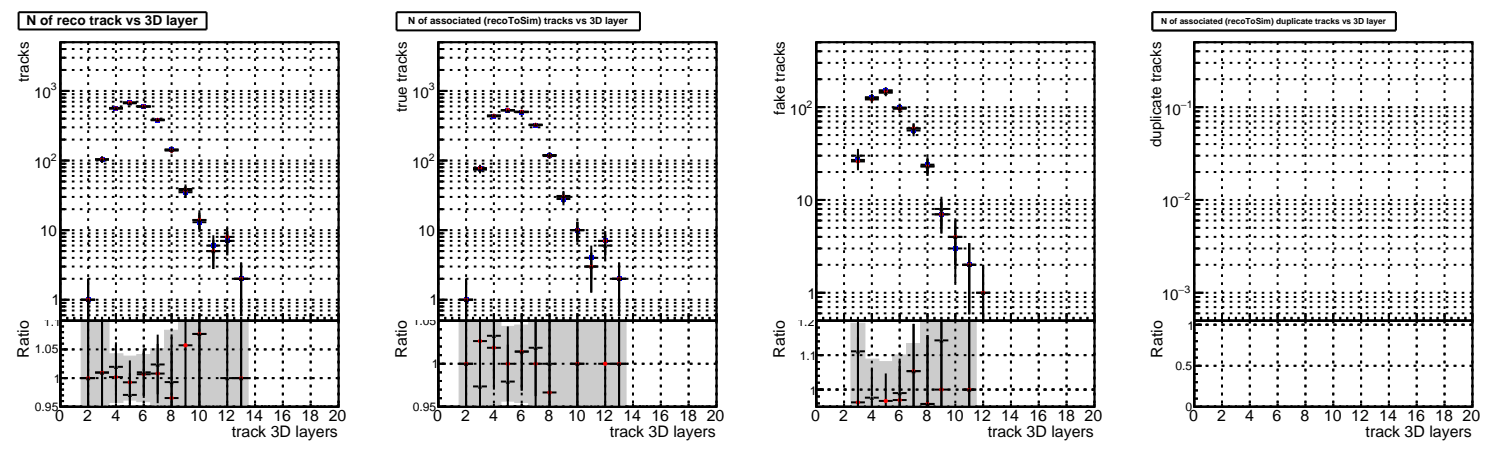 N of reco track vs 3D layer
tracks
10³
10²
10
1
Ratio
1.1
1.05
1
0.95
0 2 4 6 8 10 12 14 16 18 20
track 3D layers
N of associated (recoToSim) tracks vs 3D layer
true tracks
10³
10²
10
1
Ratio
1.05
1
0.95
0 2 4 6 8 10 12 14 16 18 20
track 3D layers
fake tracks
10²
10
1
Ratio
1.2
1.1
1
0 2 4 6 8 10 12 14 16 18 20
track 3D layers
N of associated (recoToSim) duplicate tracks vs 3D layer
duplicate tracks
10⁻¹
10⁻²
10⁻³
Ratio
1
0.5
0
0 2 4 6 8 10 12 14 16 18 20
track 3D layers